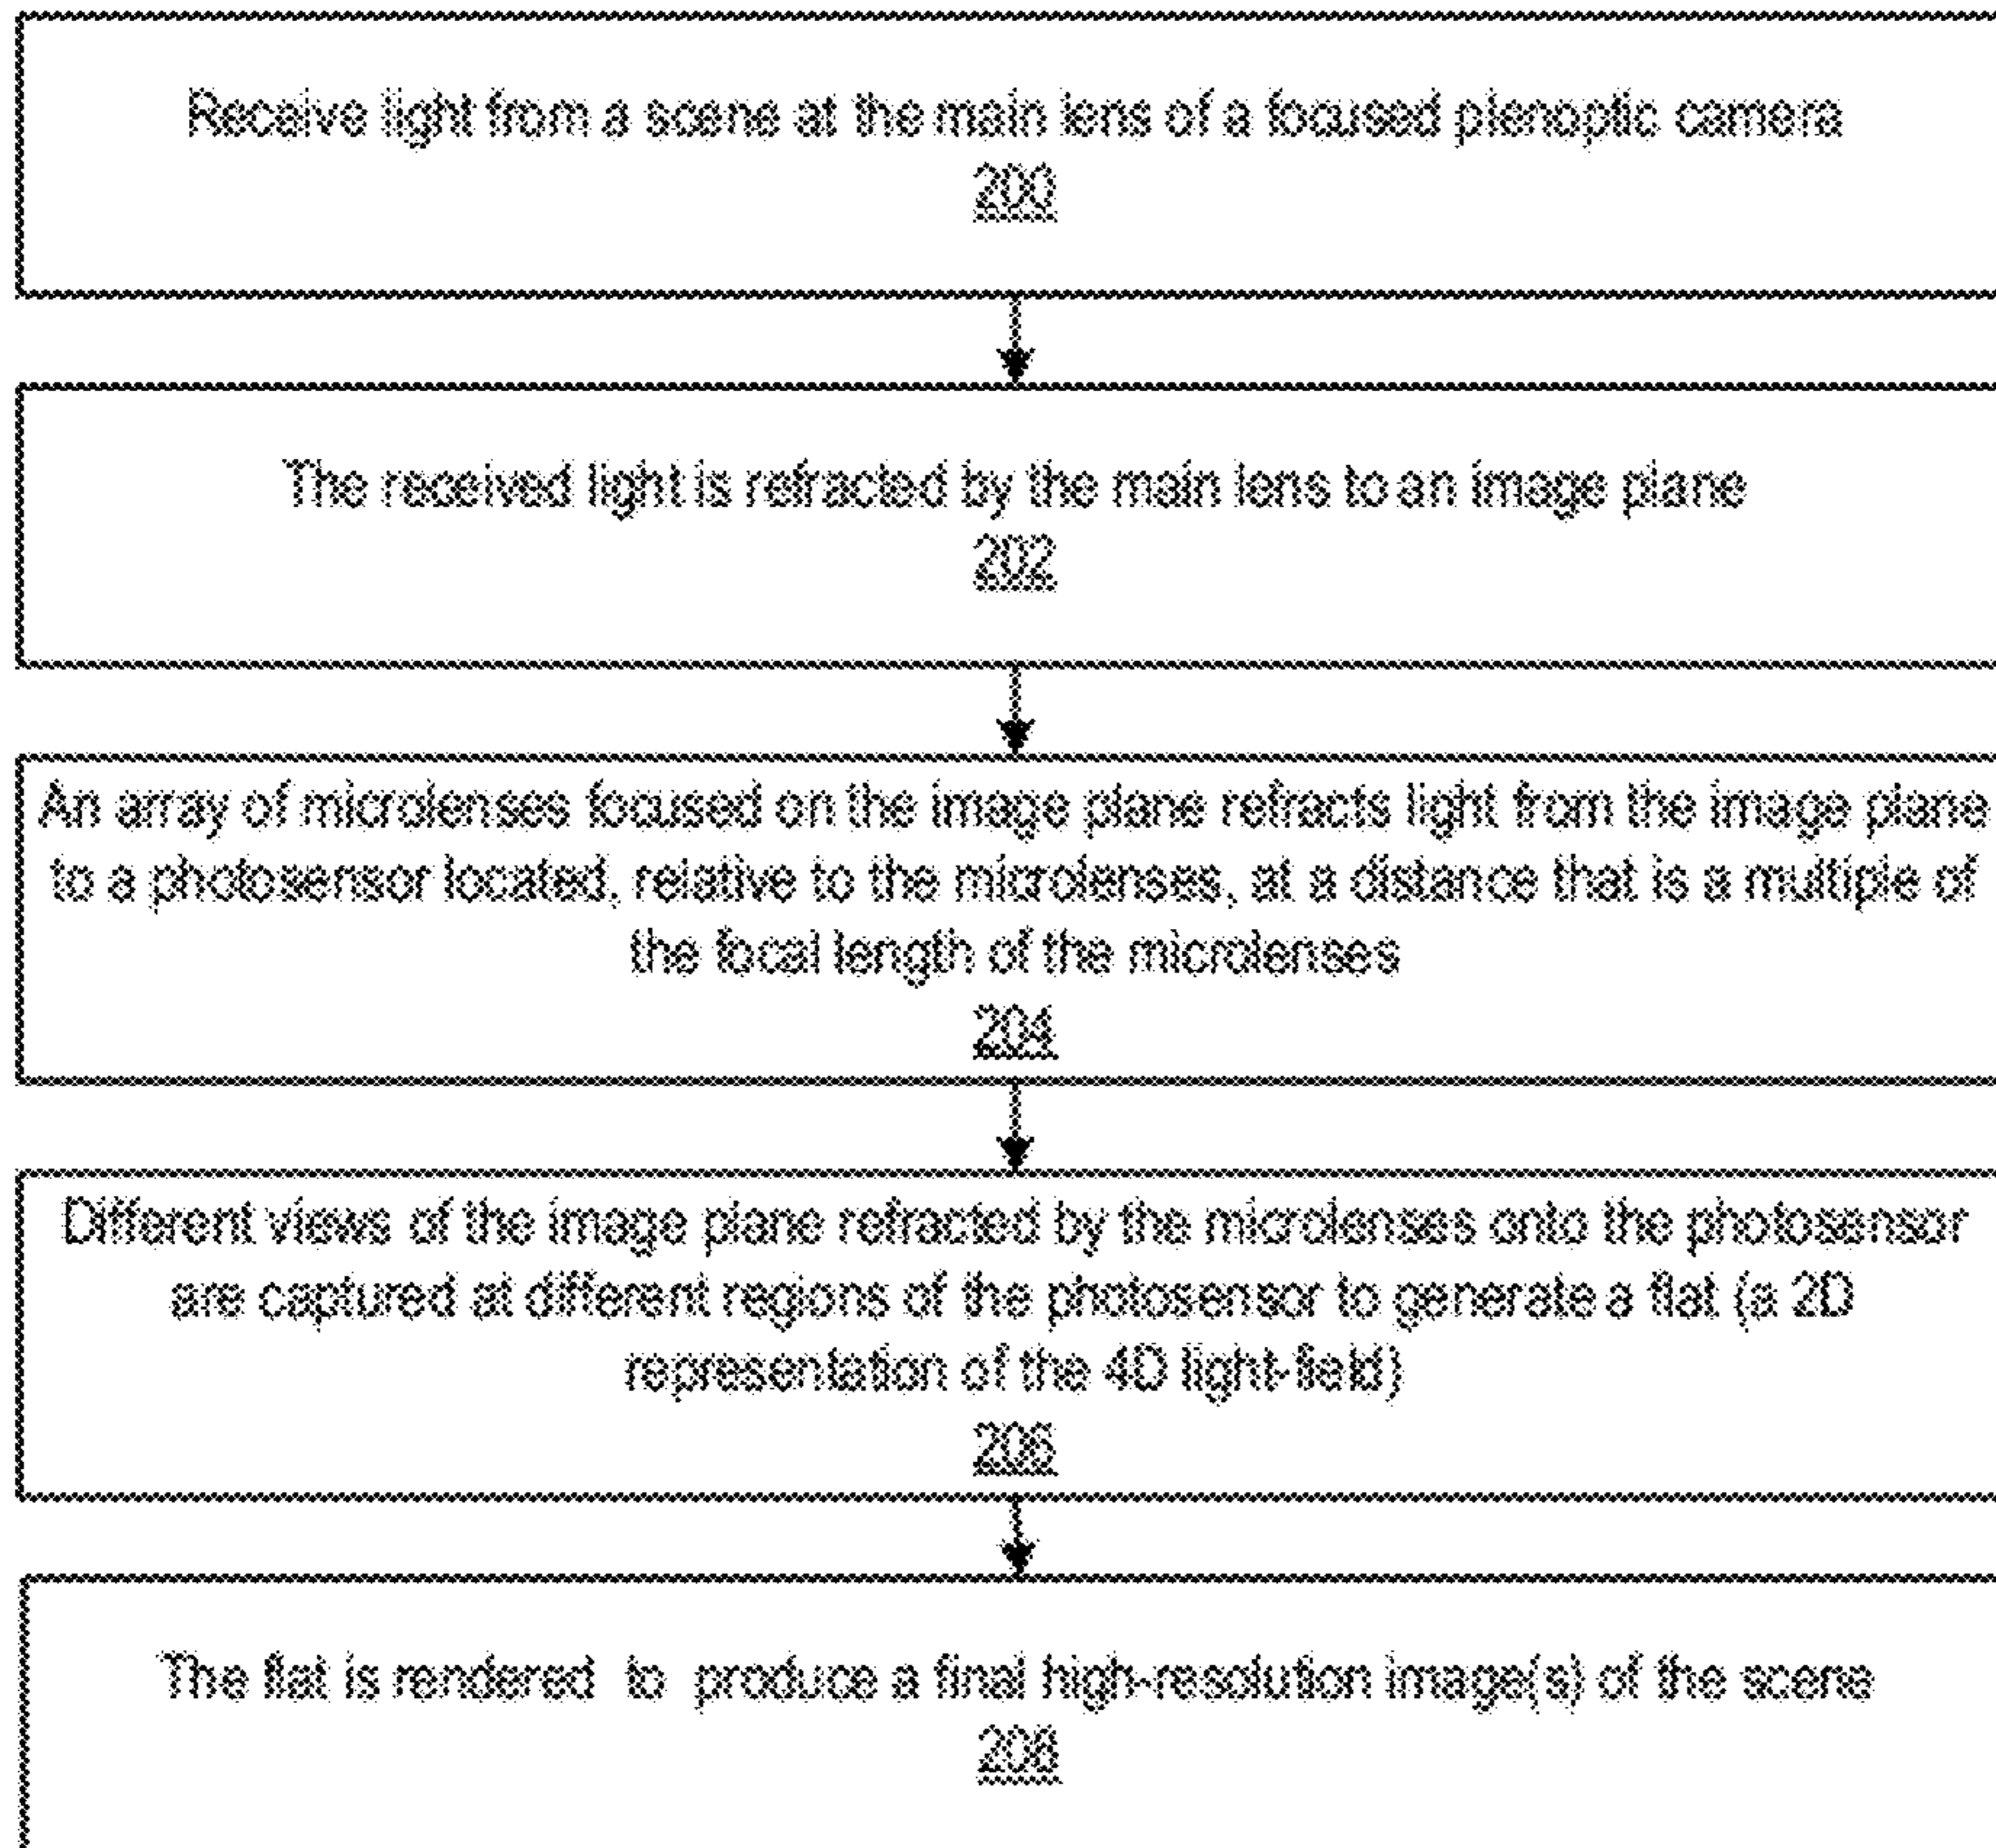 Receive light from a scene at the main lens of a focused plenoptic camera
200
The received light is refracted by the main lens to an image plane
202
An array of microlenses focused on the image plane refracts light from the image plane
to a photosensor located, relative to the microlenses, at a distance that is a multiple of
the focal length of the microlenses
204
Different views of the image plane refracted by the microlenses onto the photosensor
are captured at different regions of the photosensor to generate a flat (a 2D
representation of the 4D light-field)
206
The flat is rendered to produce a final high-resolution image(s) of the scene
208